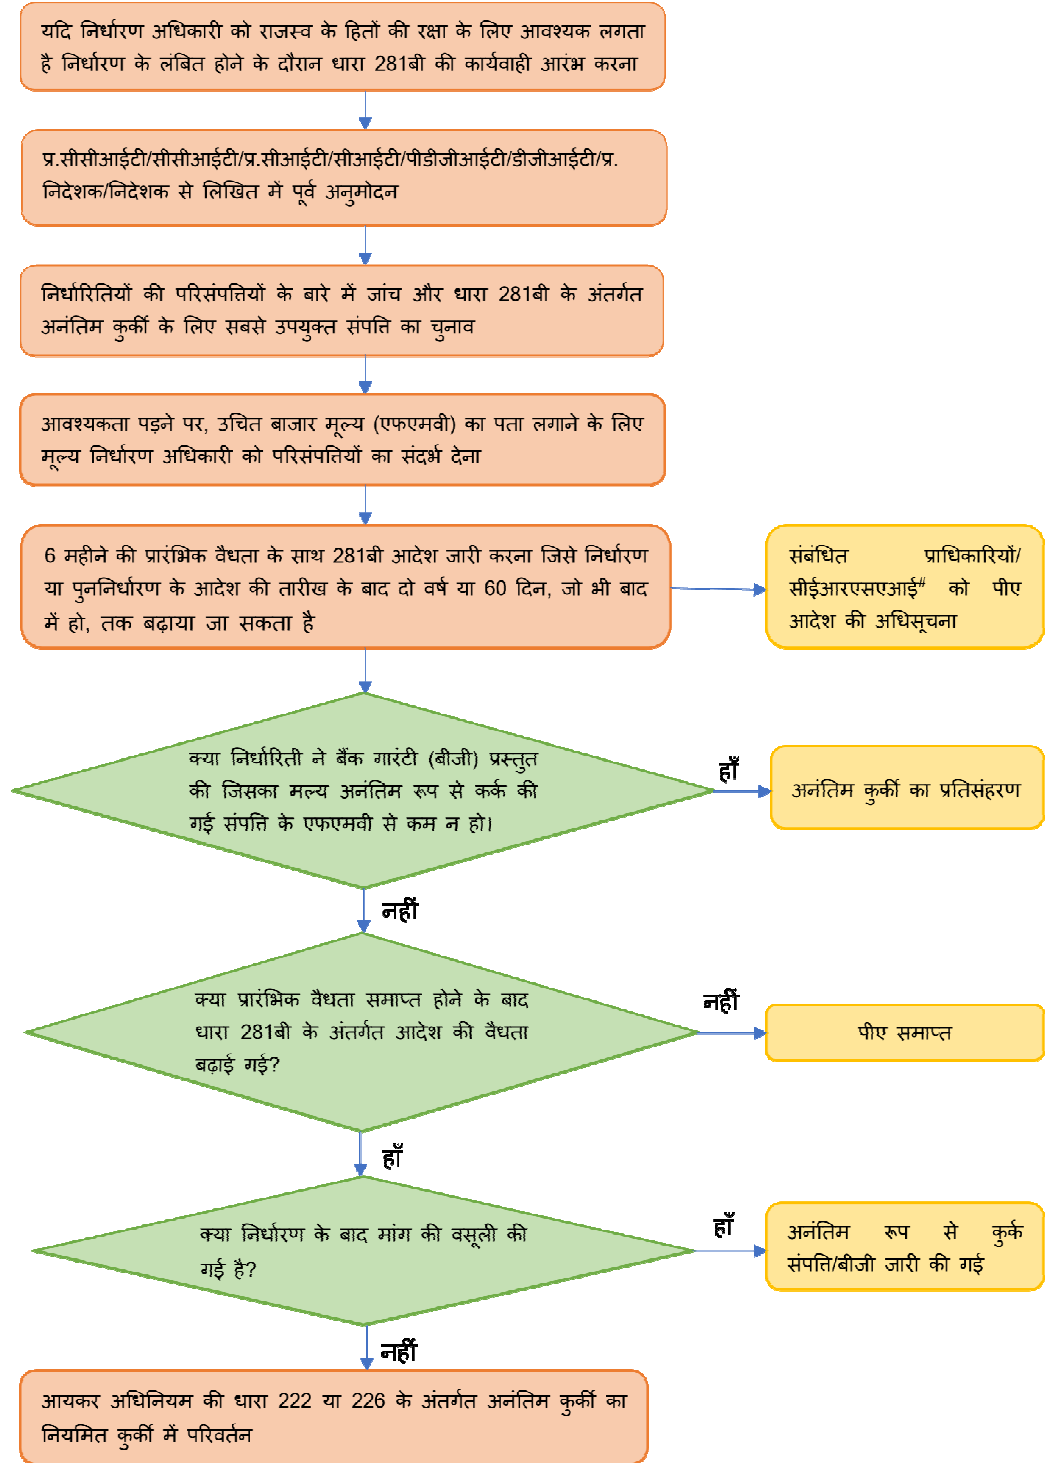 यदि निर्धारण अधिकारी को राजस्व के हितों की रक्षा के लिए आवश्यक लगता
है निर्धारण के लंबित होने के दौरान धारा 281बी की कार्यवाही आरंभ करना
प्र.सीसीआईटी/सीसीआईटी/प्र.सीआईटी/सीआईटी/पीडीजीआईटी/डीजीआईटी/प्र.
निदेशक/निदेशक से लिखित में पूर्व अनुमोदन
निर्धारितियों की परिसंपत्तियों के बारे में जांच और धारा 281बी के अंतर्गत
अनंतिम कुर्की के लिए सबसे उपयुक्त संपत्ति का चुनाव
आवश्यकता पड़ने पर, उचित बाजार मूल्य (एफएमवी) का पता लगाने के लिए
मूल्य निर्धारण अधिकारी को परिसंपत्तियों का संदर्भ देना
6 महीने की प्रारंभिक वैधता के साथ 281बी आदेश जारी करना जिसे निर्धारण
या पुननिर्धारण के आदेश की तारीख के बाद दो वर्ष या 60 दिन, जो भी बाद
में हो, तक बढ़ाया जा सकता है
संबंधित प्राधिकारियों/
सीईआरएसएआई# को पीए
आदेश की अधिसूचना
क्या निर्धारिती ने बैंक गारंटी (बीजी) प्रस्तुत
की जिसका मल्य अनंतिम रूप से कर्क की
गई संपत्ति के एफएमवी से कम न हो।
हाँ
अनंतिम कुर्की का प्रतिसंहरण
नहीं
क्या प्रारंभिक वैधता समाप्त होने के बाद
धारा 281बी के अंतर्गत आदेश की वैधता
बढ़ाई गई?
नहीं
पीए समाप्त
हाँ
क्या निर्धारण के बाद मांग की वसूली की
गई है?
हाँ
अनंतिम रूप से कुर्क
संपत्ति/बीजी जारी की गई
नहीं
आयकर अधिनियम की धारा 222 या 226 के अंतर्गत अनंतिम कुर्की का
नियमित कुर्की में परिवर्तन